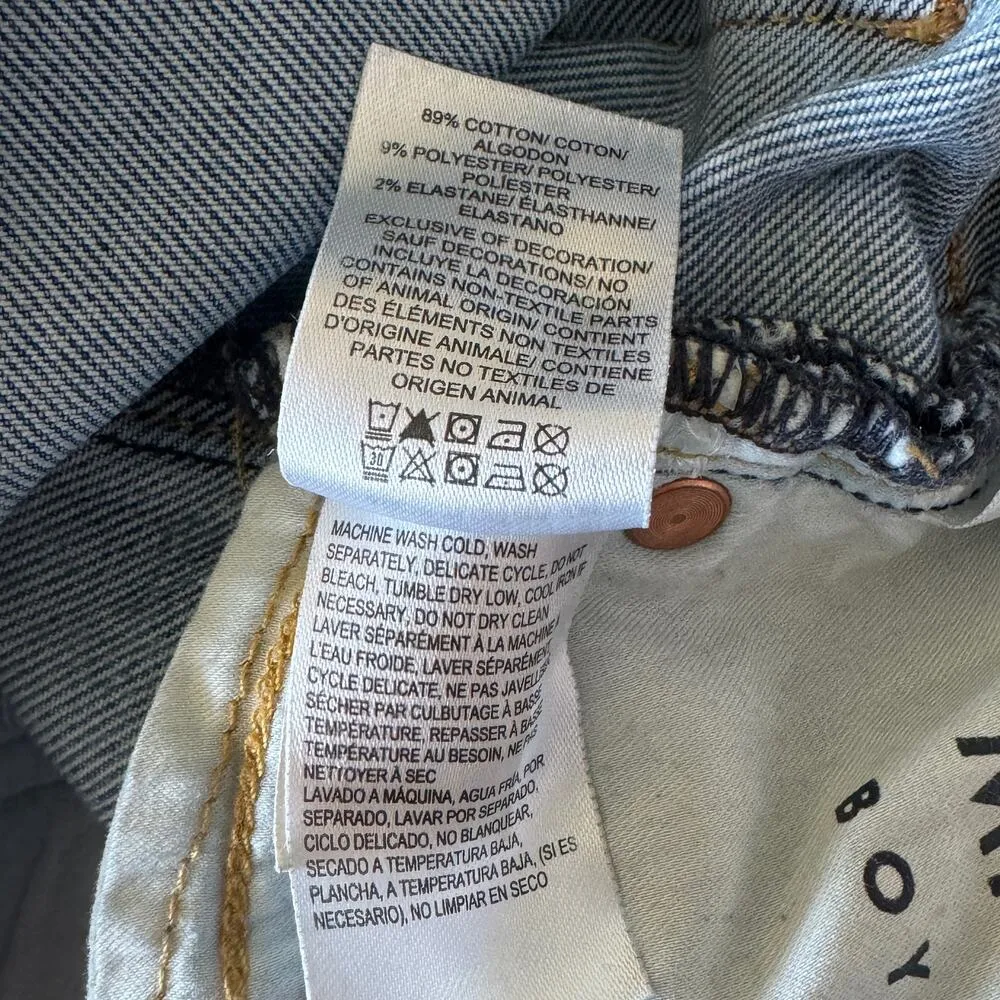 89% COTTON/ COTON/
ALGODON
9% POLYESTER/ POLYESTER/
POLÍESTER
2% ELASTANE/ ÉLASTHANNE/
ELASTANO
EXCLUSIVE OF DECORATION/
SAUF DECORATIONS/ NO
INCLUYE LA DECORACIÓN
CONTAINS NON-TEXTILE PARTS
OF ANIMAL ORIGIN/ CONTIENT
DES ÉLÉMENTS NON TEXTILES
D'ORIGINE ANIMALE/ CONTIENE
PARTES NO TEXTILES DE
ORIGEN ANIMAL
30
MACHINE WASH COLD, WASH
SEPARATELY, DELICATE CYCLE, DO NOT
BLEACH, TUMBLE DRY LOW, COOL IRON IF
NECESSARY, DO NOT DRY CLEAN
LAVER SÉPARÉMENT À LA MACHINE À
L'EAU FROIDE, LAVER SÉPARÉMENT,
CYCLE DELICATE, NE PAS JAVELLER
SÉCHER PAR CULBUTAGE À BASSE
TEMPÉRATURE, REPASSER À BASSE
TEMPÉRATURE AU BESOIN, NE PAS
NETTOYER À SEC
LAVADO A MÁQUINA, AGUA FRÍA, POR
SEPARADO, LAVAR POR SEPARADO,
CICLO DELICADO, NO BLANQUEAR,
SECADO A TEMPERATURA BAJA,
PLANCHA, A TEMPERATURA BAJA, (SI ES
NECESARIO), NO LIMPIAR EN SECO
BOY